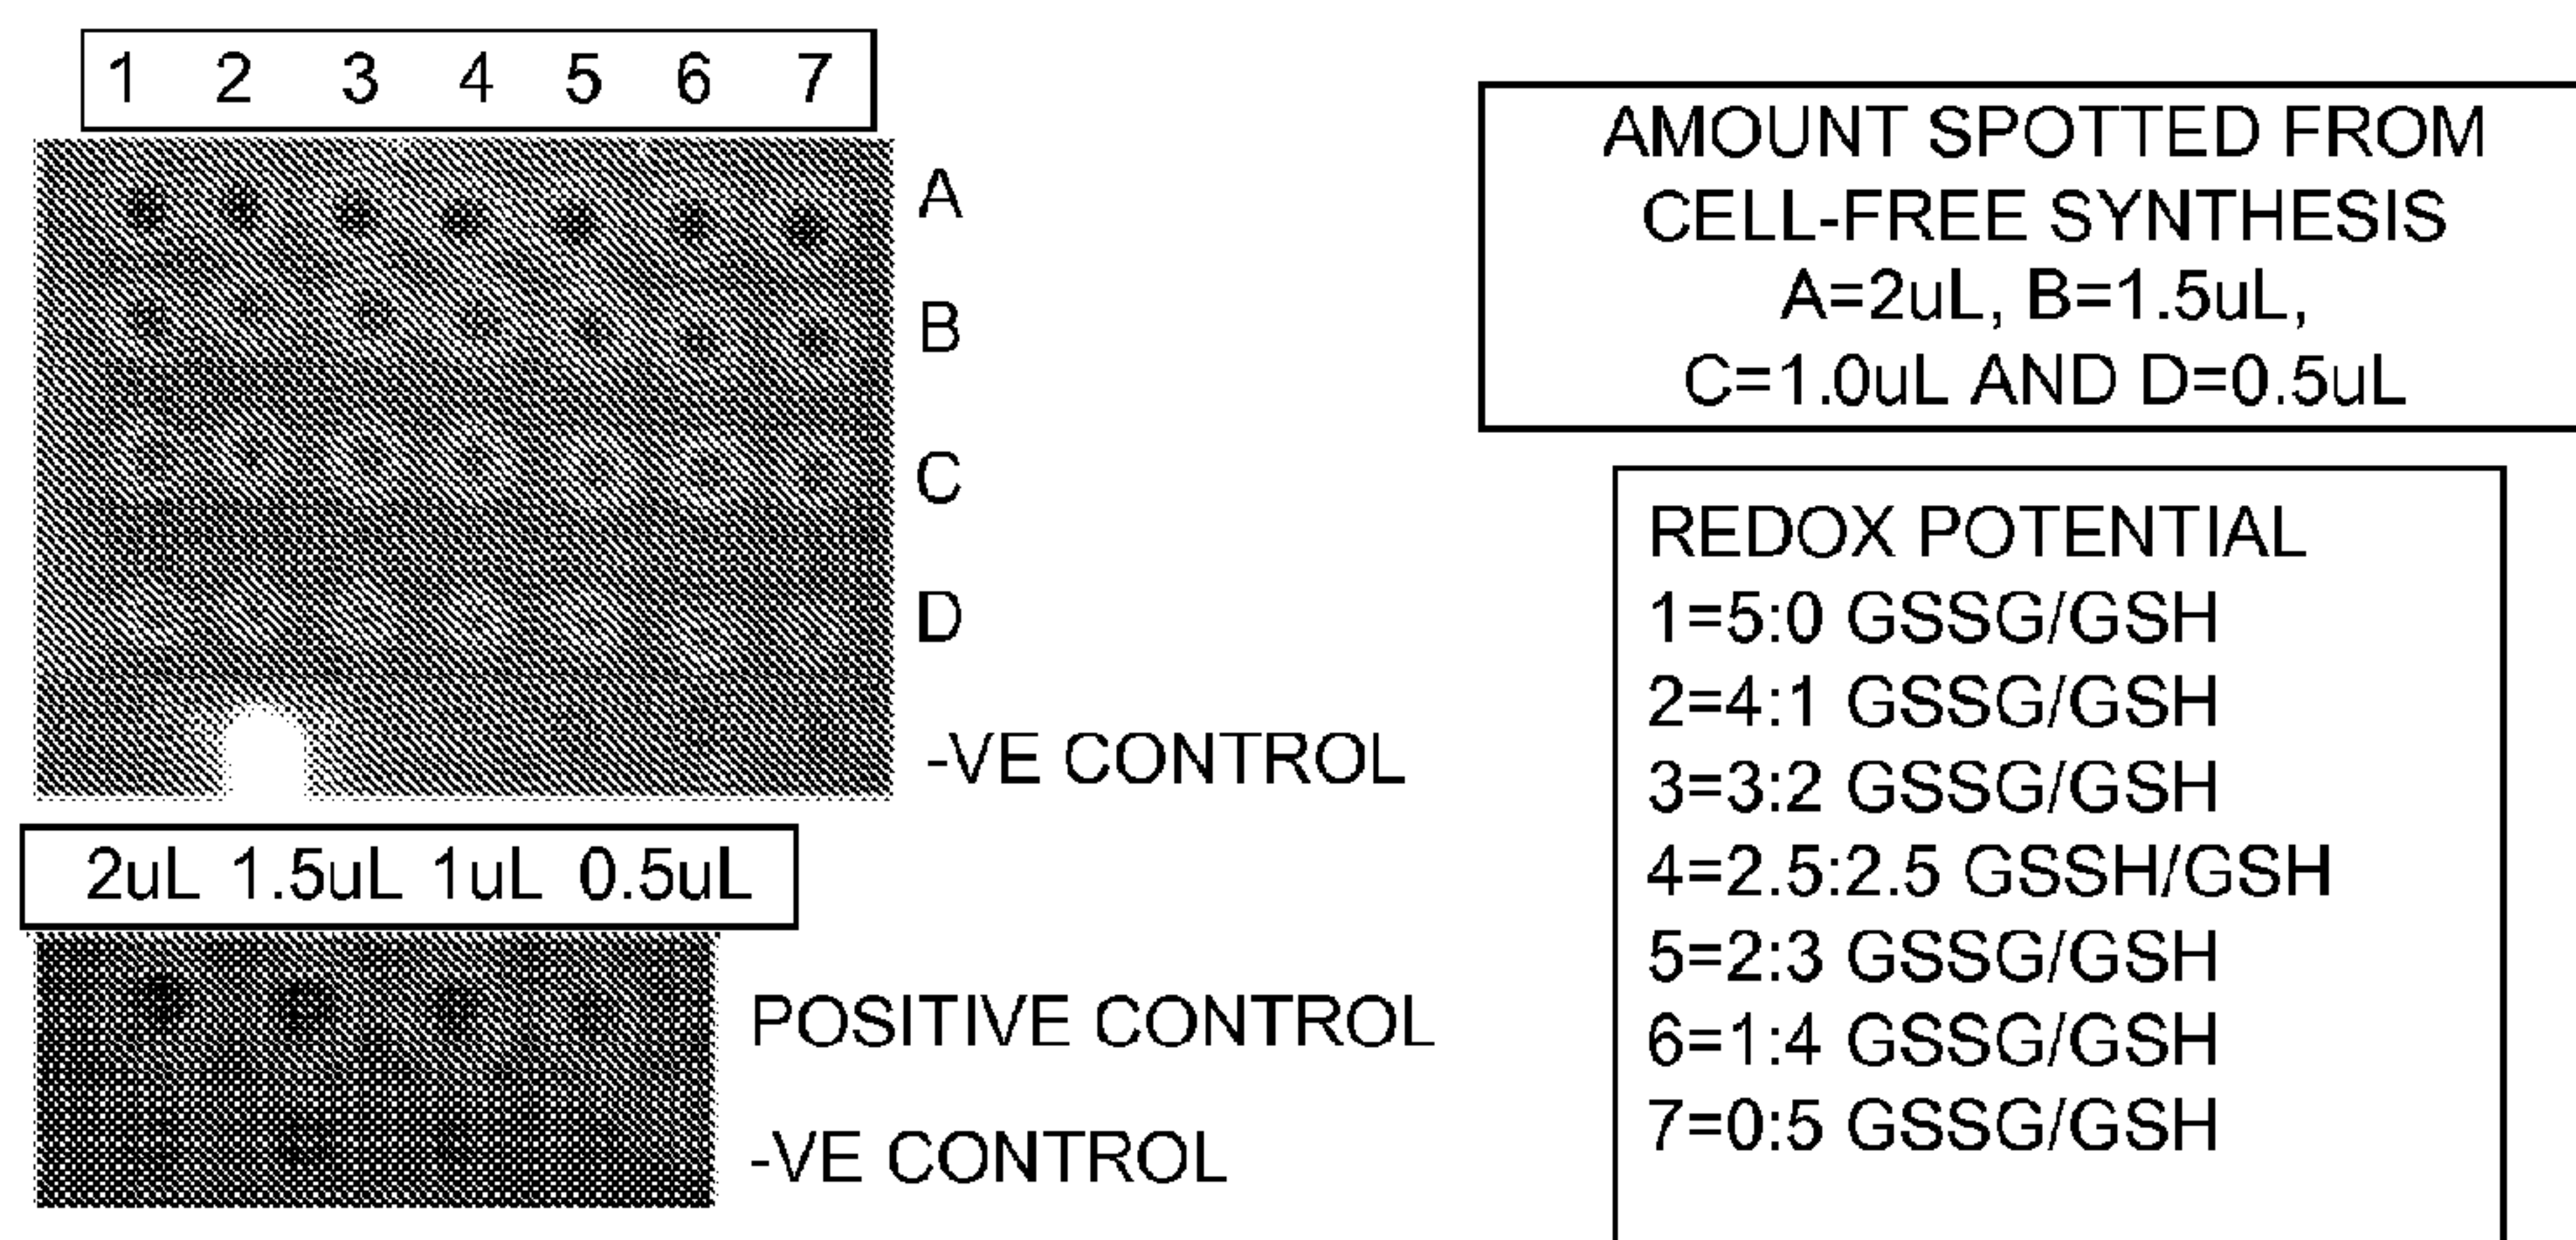 1 2 3 4 5 6 7
A
B
C
D
-VE CONTROL
2uL 1.5uL 1uL 0.5uL
POSITIVE CONTROL
-VE CONTROL
AMOUNT SPOTTED FROM
CELL-FREE SYNTHESIS
A=2uL, B=1.5uL,
C=1.0uL AND D=0.5uL
REDOX POTENTIAL
1=5:0 GSSG/GSH
2=4:1 GSSG/GSH
3=3:2 GSSG/GSH
4=2.5:2.5 GSSH/GSH
5=2:3 GSSG/GSH
6=1:4 GSSG/GSH
7=0:5 GSSG/GSH